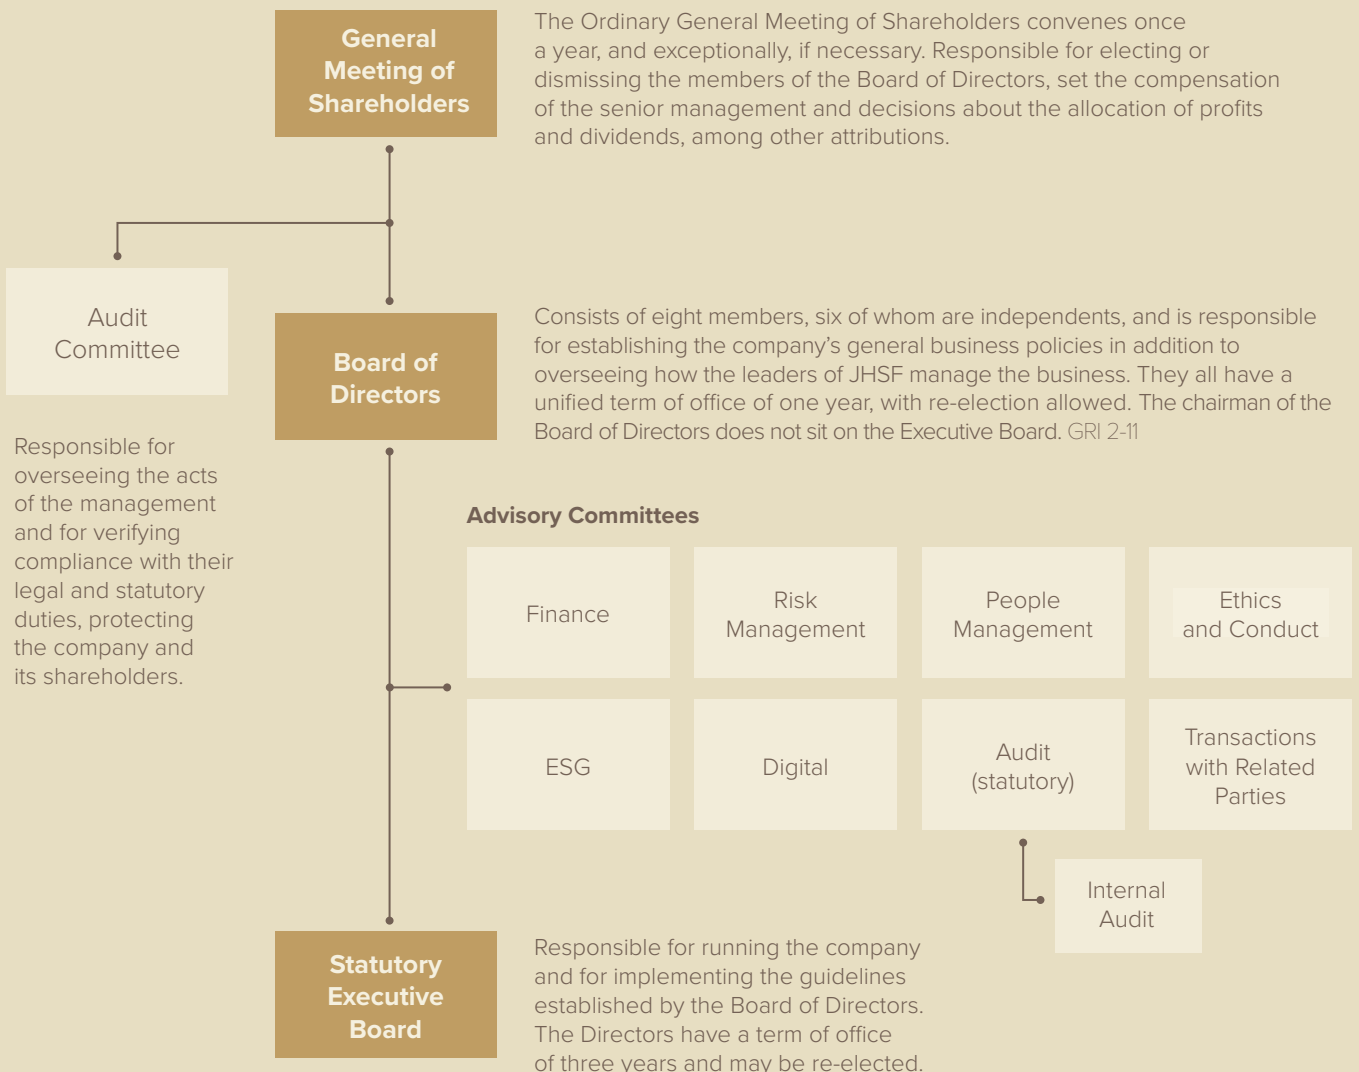 General
Meeting of
Shareholders
The Ordinary General Meeting of Shareholders convenes once
a year, and exceptionally, if necessary. Responsible for electing or
dismissing the members of the Board of Directors, set the compensation
of the senior management and decisions about the allocation of profits
and dividends, among other attributions.
Audit
Committee
Responsible for
overseeing the acts
of the management
and for verifying
compliance with their
legal and statutory
duties, protecting
the company and
its shareholders.
Board of
Directors
Consists of eight members, six of whom are independents, and is responsible
for establishing the company’s general business policies in addition to
overseeing how the leaders of JHSF manage the business. They all have a
unified term of office of one year, with re-election allowed. The chairman of the
Board of Directors does not sit on the Executive Board. GRI 2-11
Advisory Committees
Finance
Risk
Management
People
Management
Ethics
and Conduct
ESG
Digital
Audit
(statutory)
Transactions
with Related
Parties
Internal
Audit
Statutory
Executive
Board
Responsible for running the company
and for implementing the guidelines
established by the Board of Directors.
The Directors have a term of office
of three years and may be re-elected.